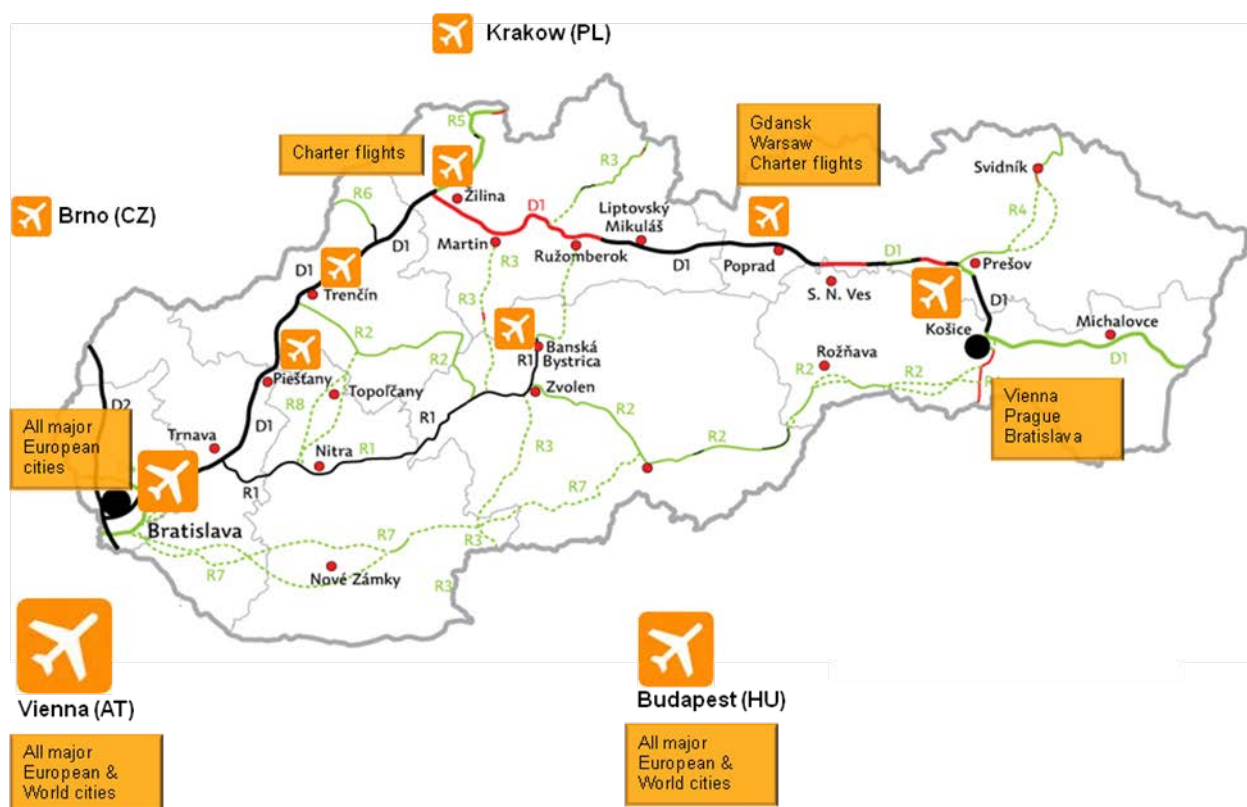 Krakow (PL)
Charter flights
Gdansk
Warsaw
Charter flights
R5
R3
Svidník
Žilina
R6
Brno (CZ)
D1
Liptovský
Mikuláš
R4
D1
Martin
Ružomberok
D1
D1
Prešov
R3
Poprad
D1
S. N. Ves
D1
Trenčín
R3
Košice
Michalovce
R2
R1
Banská
Bystrica
Rožňava
D1
R2
Piešťany
Zvolen
R2
R2
Topoľčany
R8
D2
All major
European
cities
Trnava
D1
R1
R2
R2
Vienna
Prague
Bratislava
Nitra
R1
R3
R1
R7
Bratislava
R7
R3
R7
Nové Zámky
R3
Vienna (AT)
Budapest (HU)
All major
European &
World cities
All major
European &
World cities